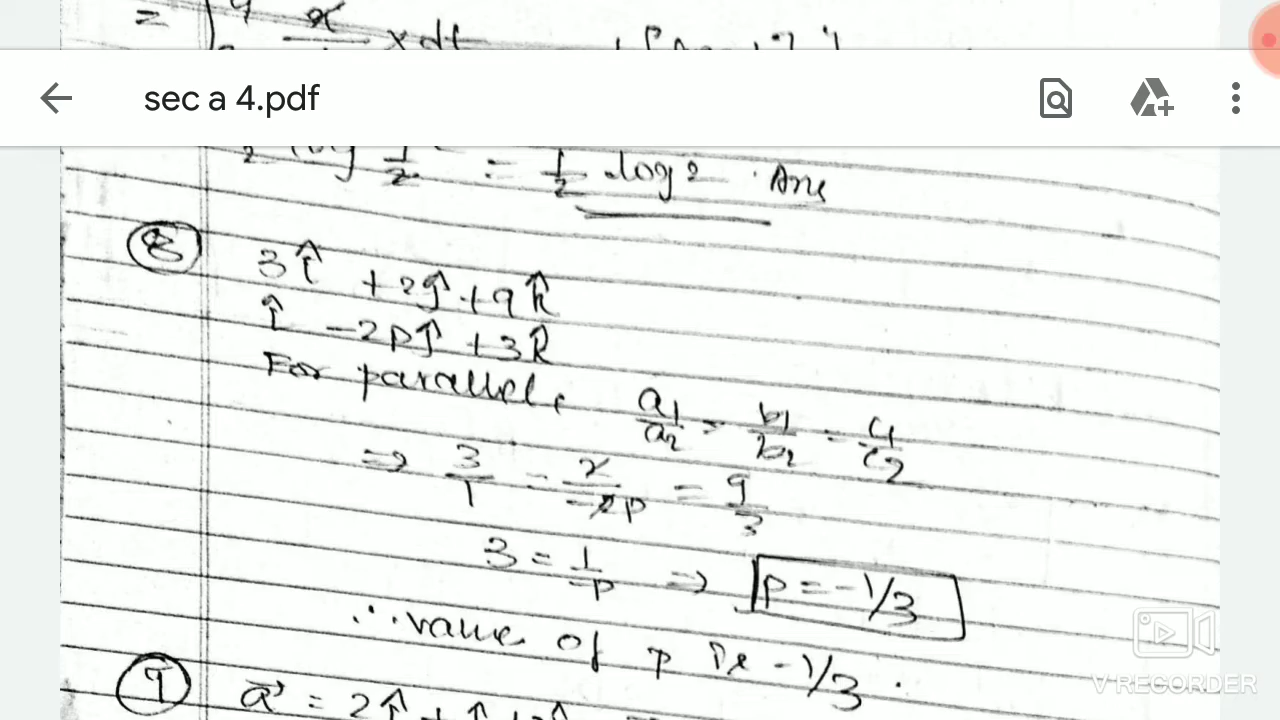 sec a 4.pdf
= 1/2 log 2 . Ans
⑧ 3î + 2ĵ + 9k̂
î - 2pĵ + 3k̂
For parallel, a1/a2 = b1/b2 = c1/c2
⇒ 3/1 = 2/-2p = 9/3
3 = 1/-p ⇒ p = -1/3
∴ value of p is -1/3 .
⑨ a⃗ = 2î + ĵ +
V RECORDER